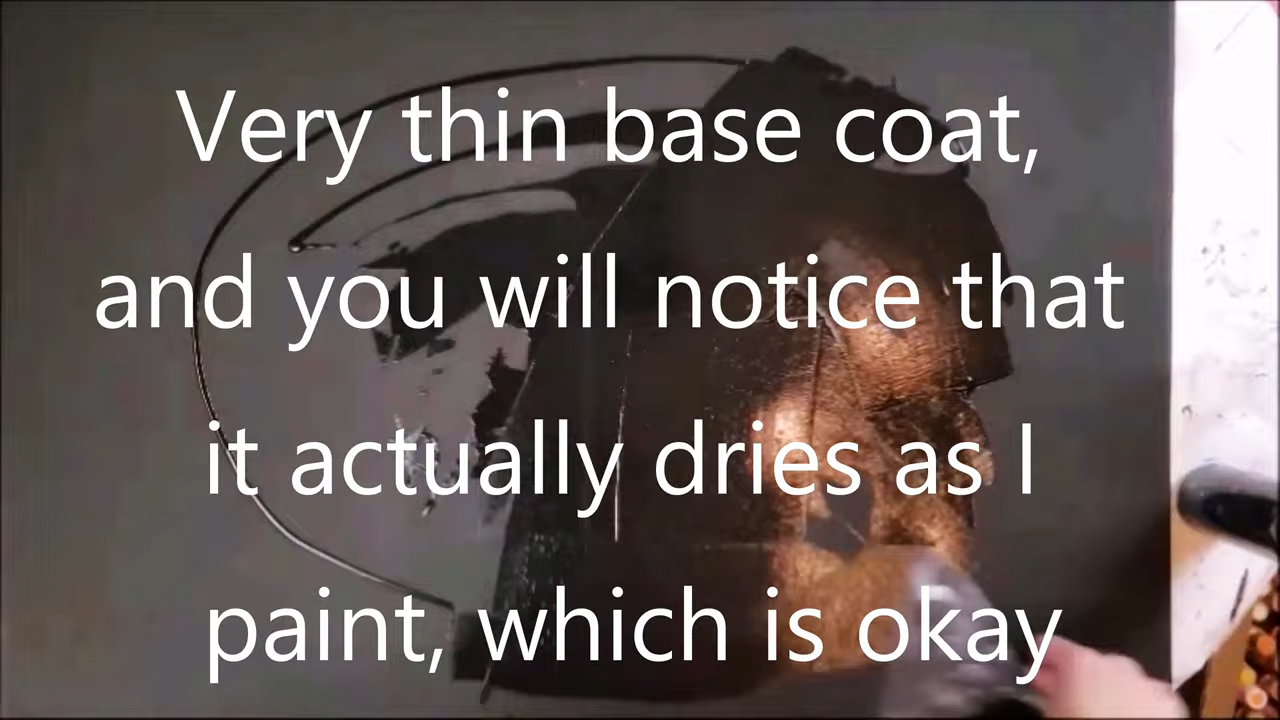 Very thin base coat,
and you will notice that
it actually dries as I
paint, which is okay